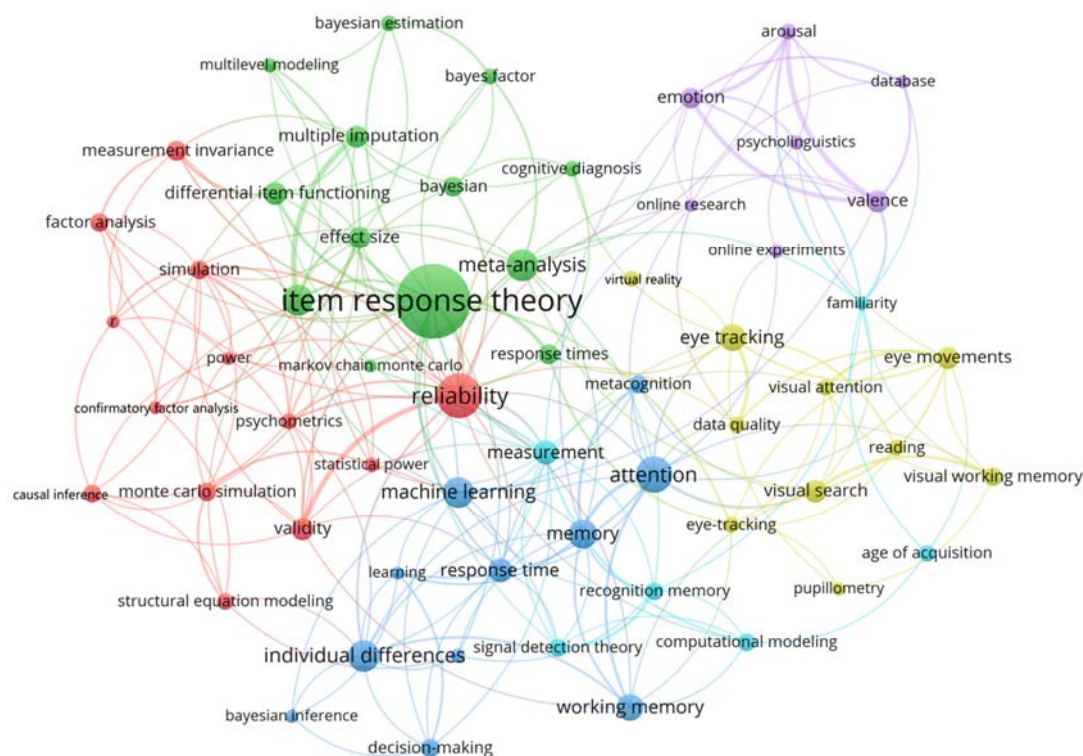 bayesian estimation
arousal
multilevel modeling
bayes factor
database
emotion
multiple imputation
psycholinguistics
measurement invariance
cognitive diagnosis
bayesian
differential item functioning
valence
online research
factor analysis
effect size
online experiments
meta-analysis
simulation
virtual reality
item response theory
familiarity
r
eye tracking
response times
eye movements
power
markov chain monte carlo
metacognition
visual attention
reliability
confirmatory factor analysis
psychometrics
data quality
reading
measurement
statistical power
attention
visual working memory
causal inference
monte carlo simulation
machine learning
visual search
validity
memory
eye-tracking
age of acquisition
learning
response time
recognition memory
pupillometry
structural equation modeling
individual differences
signal detection theory
computational modeling
working memory
bayesian inference
decision-making